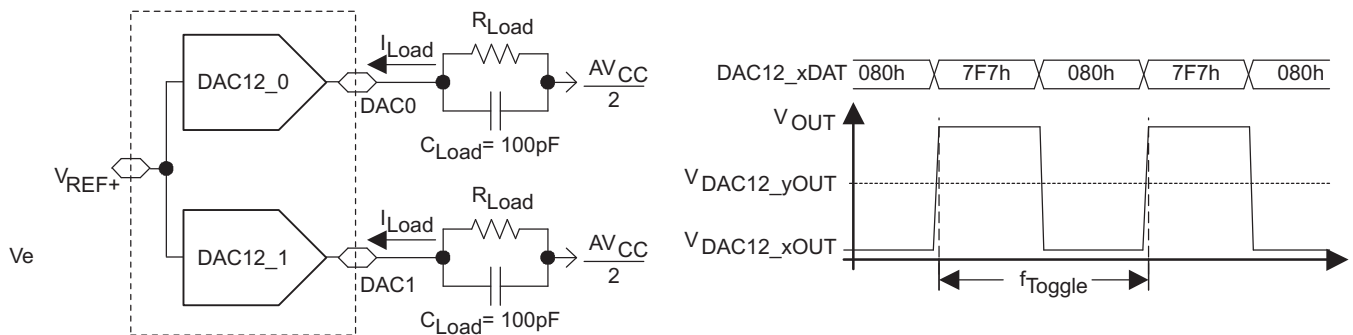 R Load
I Load
AV CC
2
DAC12_0
DAC0
C Load = 100pF
V REF+
R Load
I Load
AV CC
2
Ve
DAC12_1
DAC1
C Load = 100pF
DAC12_xDAT 080h 7F7h 080h 7F7h 080h
V OUT
V DAC12_yOUT
V DAC12_xOUT
f Toggle